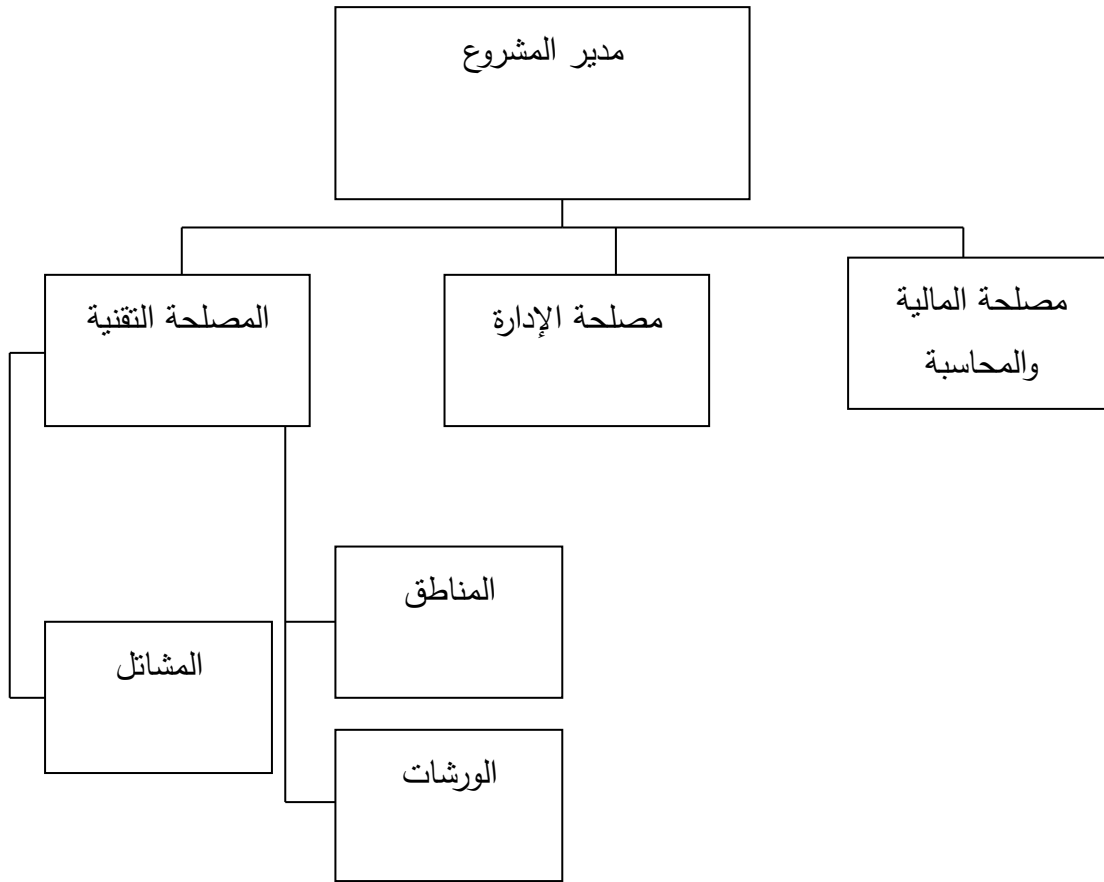 مدير المشروع
مصلحة المالية
والمحاسبة
مصلحة الإدارة
المصلحة التقنية
المناطق
المشاتل
الورشات